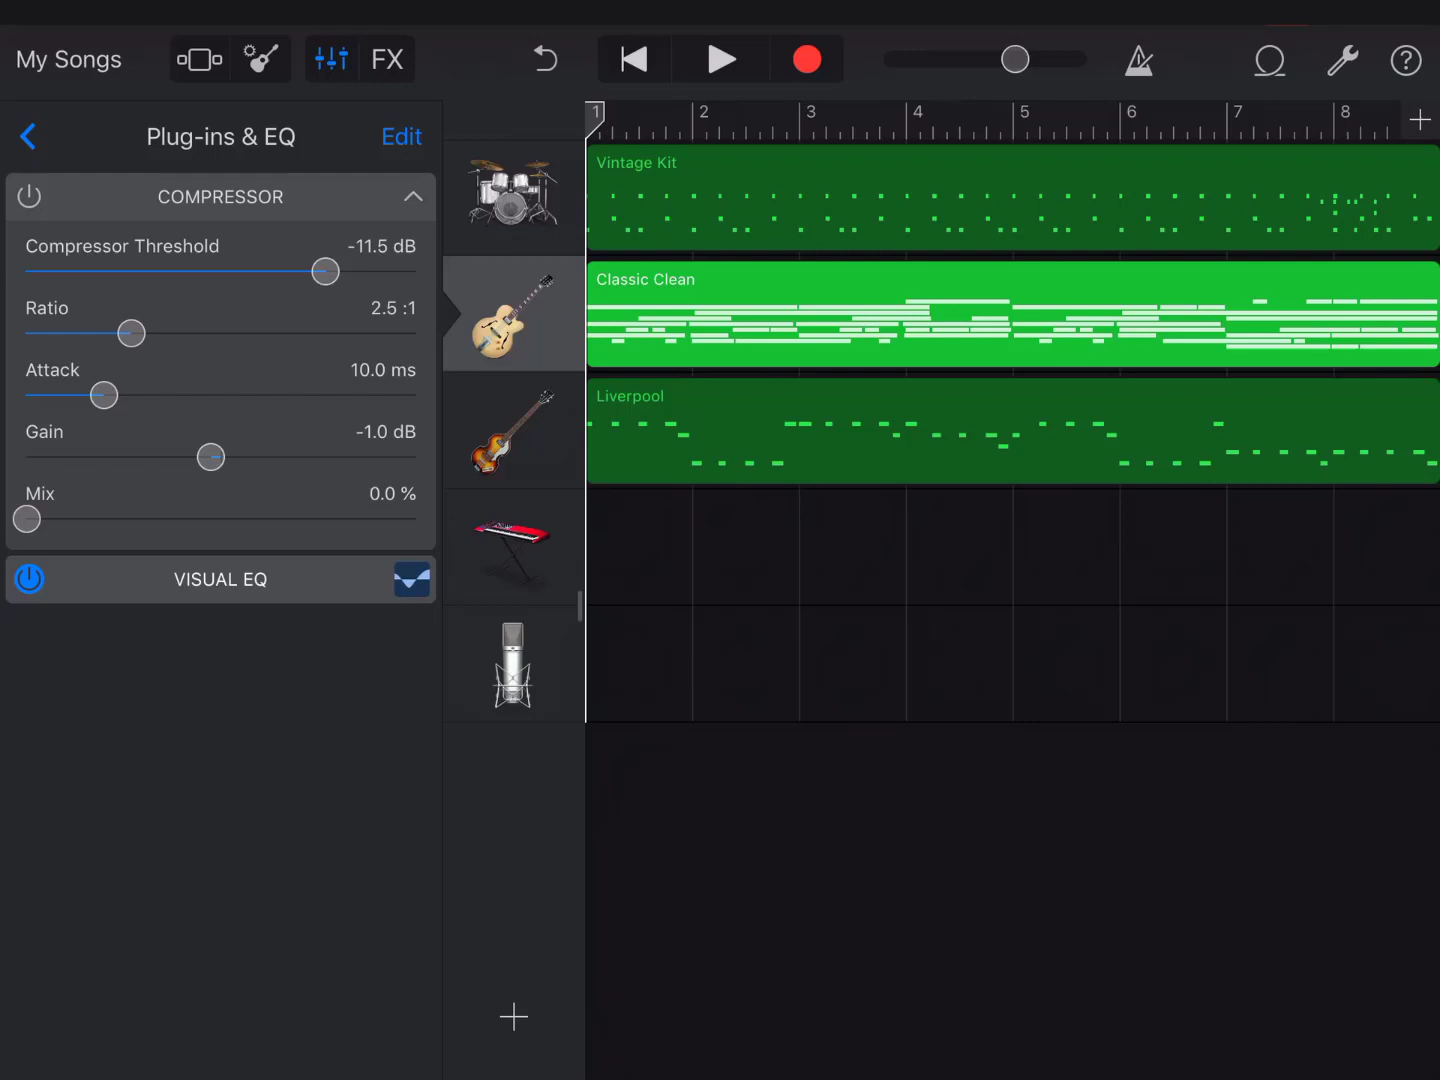 My Songs
FX
Plug-ins & EQ
Edit
COMPRESSOR
Compressor Threshold
-11.5 dB
Ratio
2.5 :1
Attack
10.0 ms
Gain
-1.0 dB
Mix
0.0 %
VISUAL EQ
1 2 3 4 5 6 7 8
Vintage Kit
Classic Clean
Liverpool